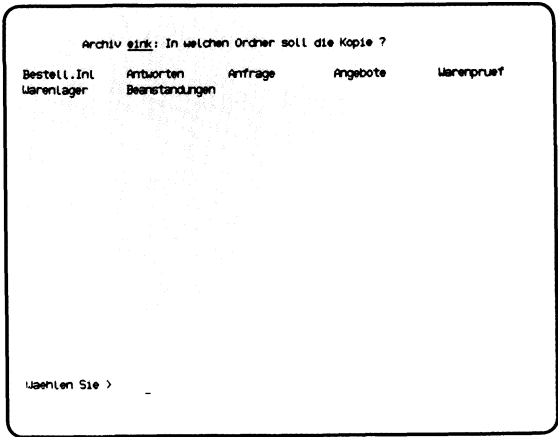 Archiv eink: In welchen Ordner soll die Kopie ?
Bestell.Inl Antworten Anfrage Angebote Warenpruef
Warenlager Beanstandungen
Waehlen Sie > _